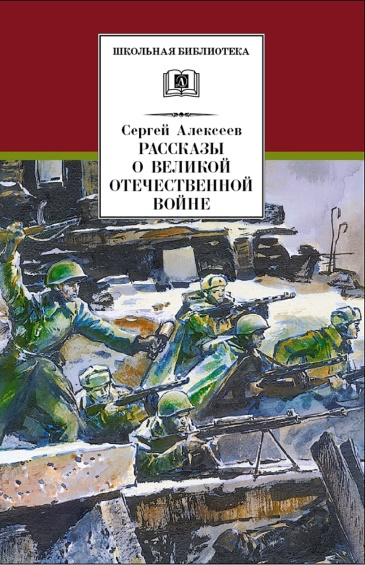 ШКОЛЬНАЯ БИБЛИОТЕКА
Сергей Алексеев
РАССКАЗЫ
О ВЕЛИКОЙ
ОТЕЧЕСТВЕННОЙ
ВОЙНЕ